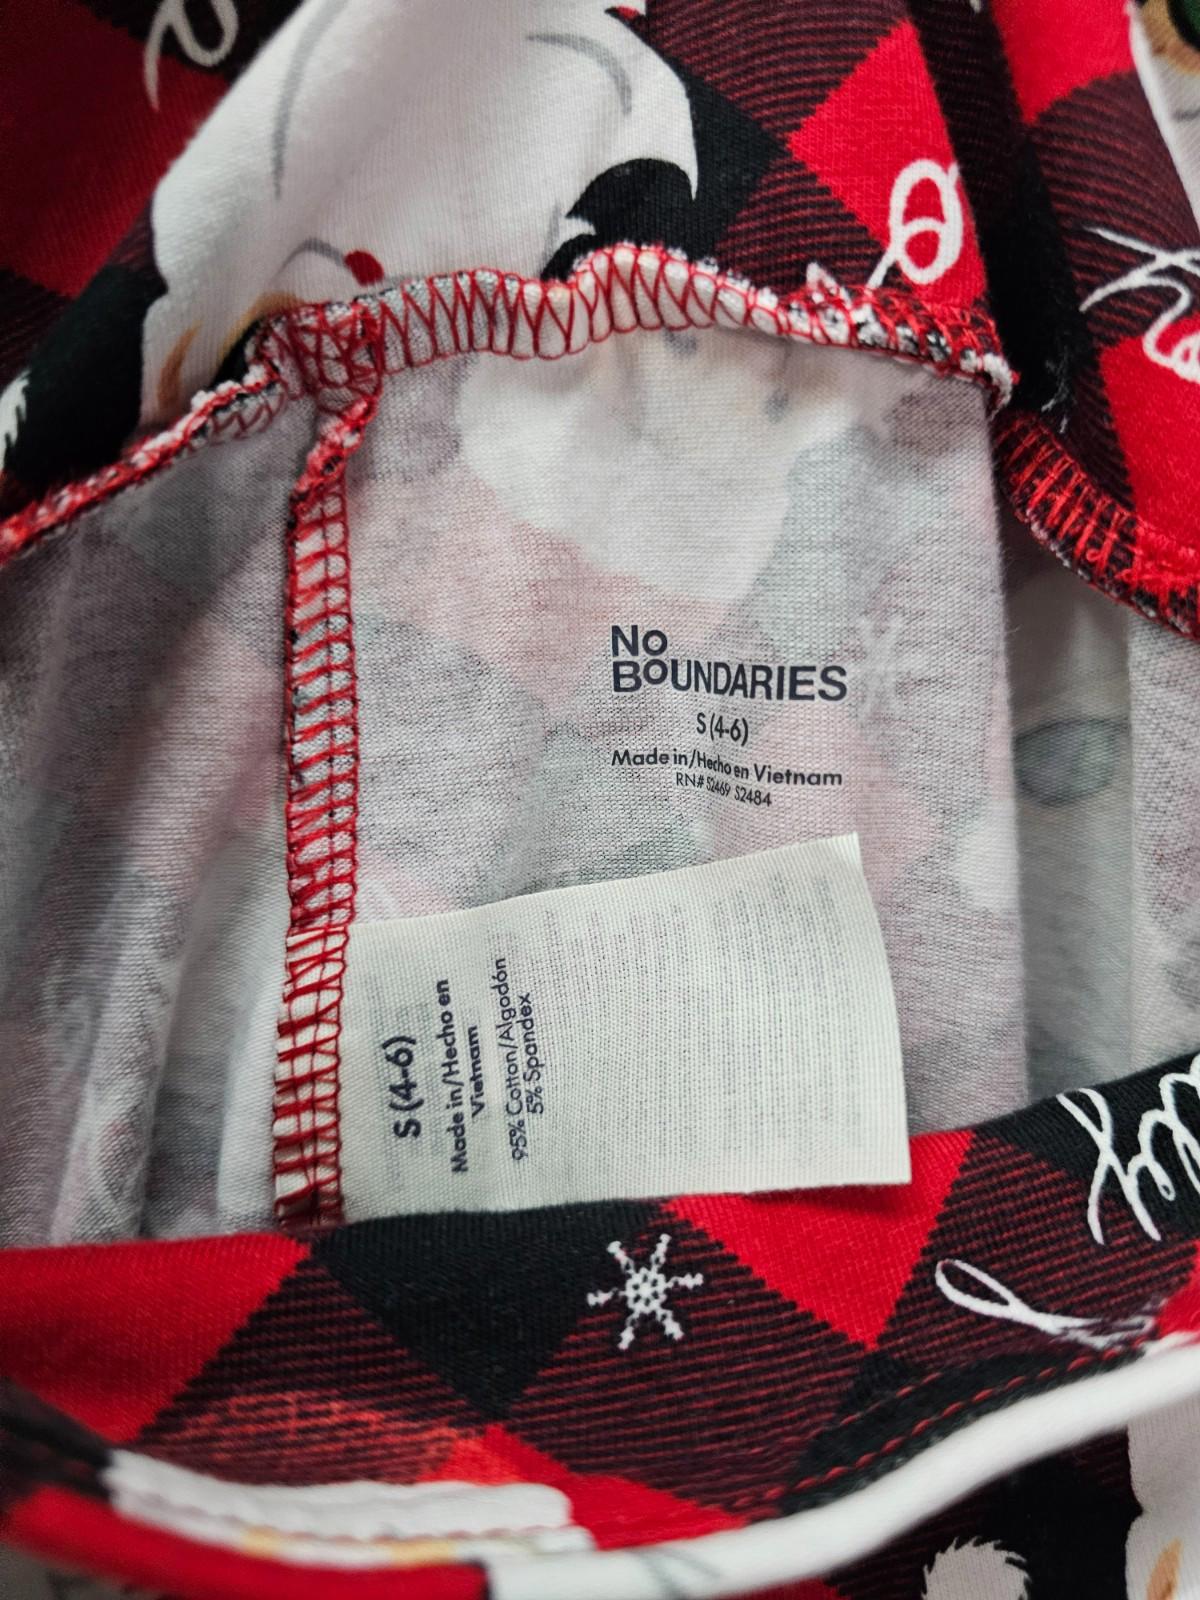 No
BoUNDARIES
S (4-6)
Made in/Hecho en Vietnam
RN# 52469 52484
S (4-6)
Made in/Hecho en
Vietnam
95% Cotton/Algodón
5% Spandex